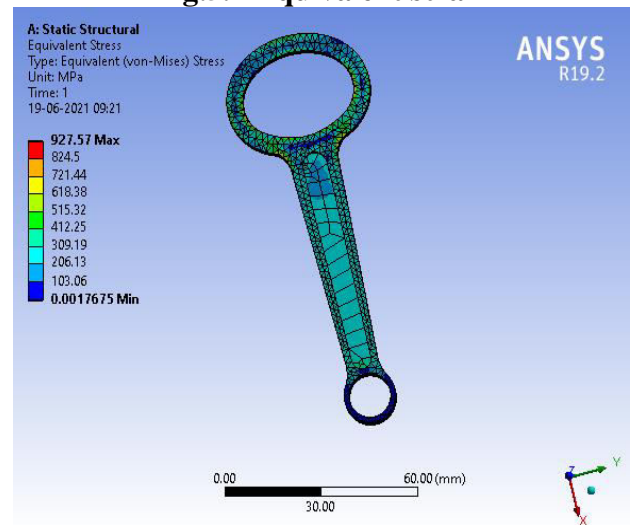 A: Static Structural
Equivalent Stress
Type: Equivalent (von-Mises) Stress
Unit: MPa
Time: 1
19-06-2021 09:21
927.57 Max
824.5
721.44
618.38
515.32
412.25
309.19
206.13
103.06
0.0017675 Min
ANSYS
R19.2
0.00
60.00 (mm)
30.00
Z
Y
X